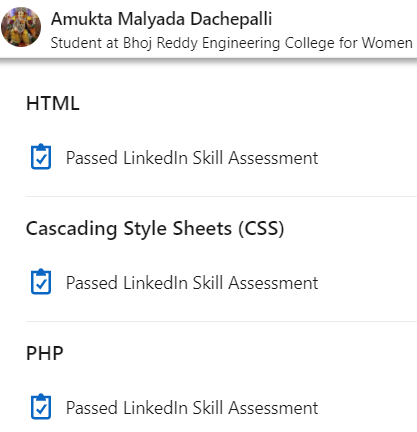 Amukta Malyada Dachepalli
Student at Bhoj Reddy Engineering College for Women
HTML
Passed LinkedIn Skill Assessment
Cascading Style Sheets (CSS)
Passed LinkedIn Skill Assessment
PHP
Passed LinkedIn Skill Assessment